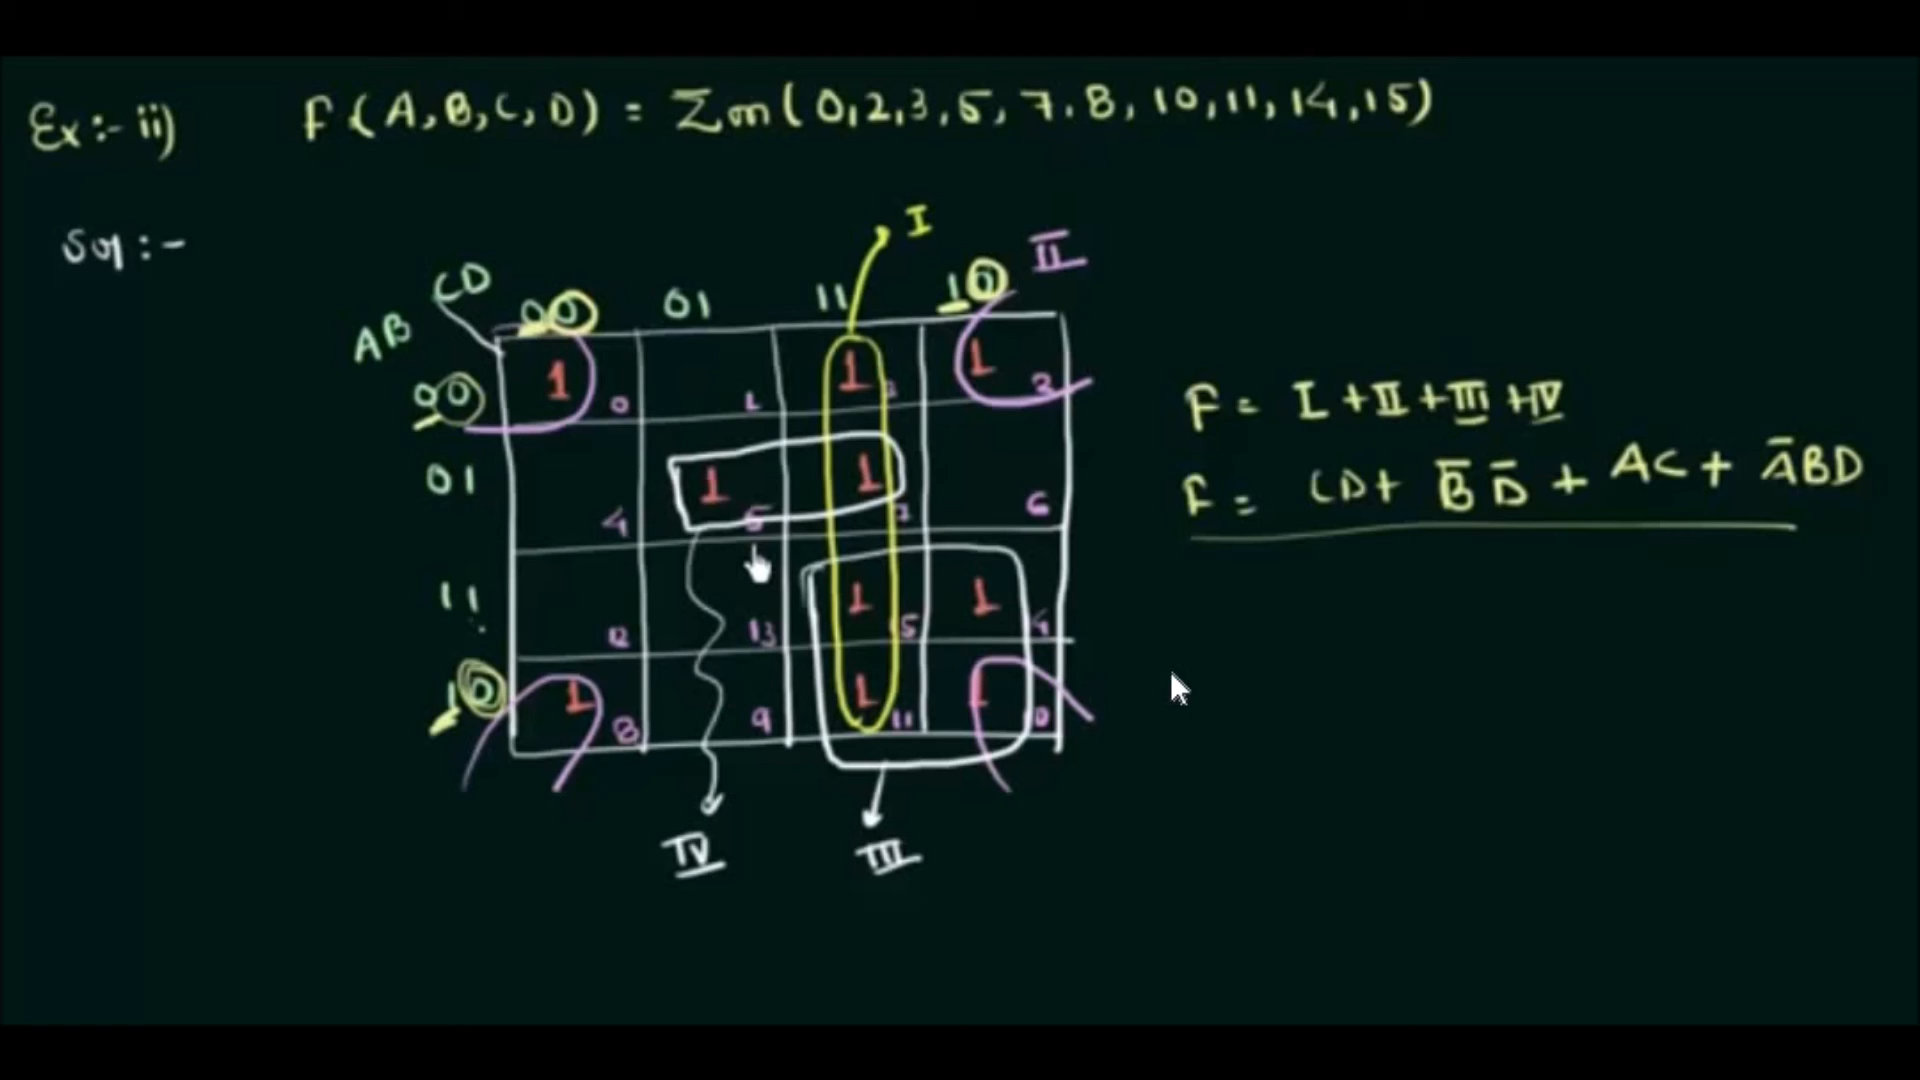 Ex:- ii) F(A,B,C,D) = Σm(0,2,3,5,7,8,10,11,14,15)
Sol:-
I
II
CD
00 01 11 10
AB
00 1 0 1 1 3 1 2
F = I + II + III + IV
01 4 1 5 1 7 6
F = CD + B̅ D̅ + AC + A̅BD
11 12 13 1 15 1 14
10 1 8 9 1 11 1 10
IV III